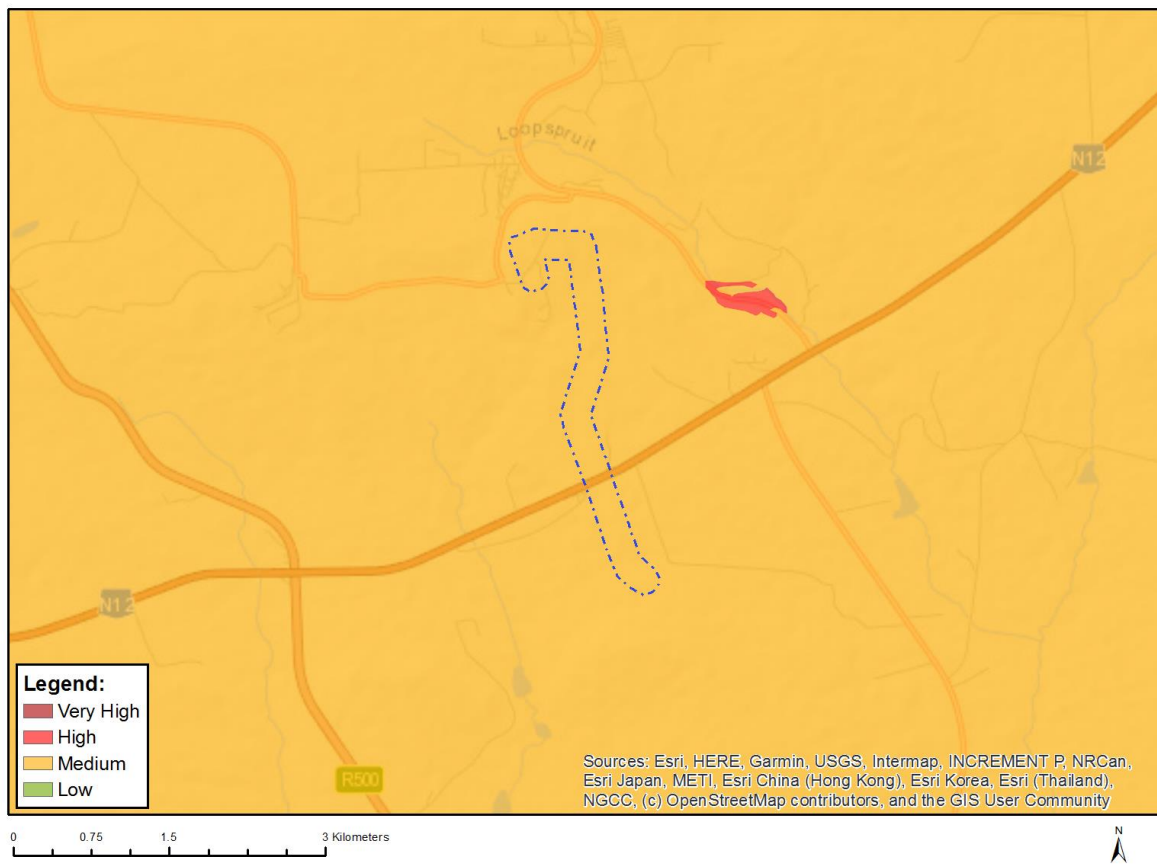 Loopspruit
N12
N12
R500
Legend:
Very High
High
Medium
Low
Sources: Esri, HERE, Garmin, USGS, Intermap, INCREMENT P, NRCan,
Esri Japan, METI, Esri China (Hong Kong), Esri Korea, Esri (Thailand),
NGCC, (c) OpenStreetMap contributors, and the GIS User Community
0 0.75 1.5 3 Kilometers
N